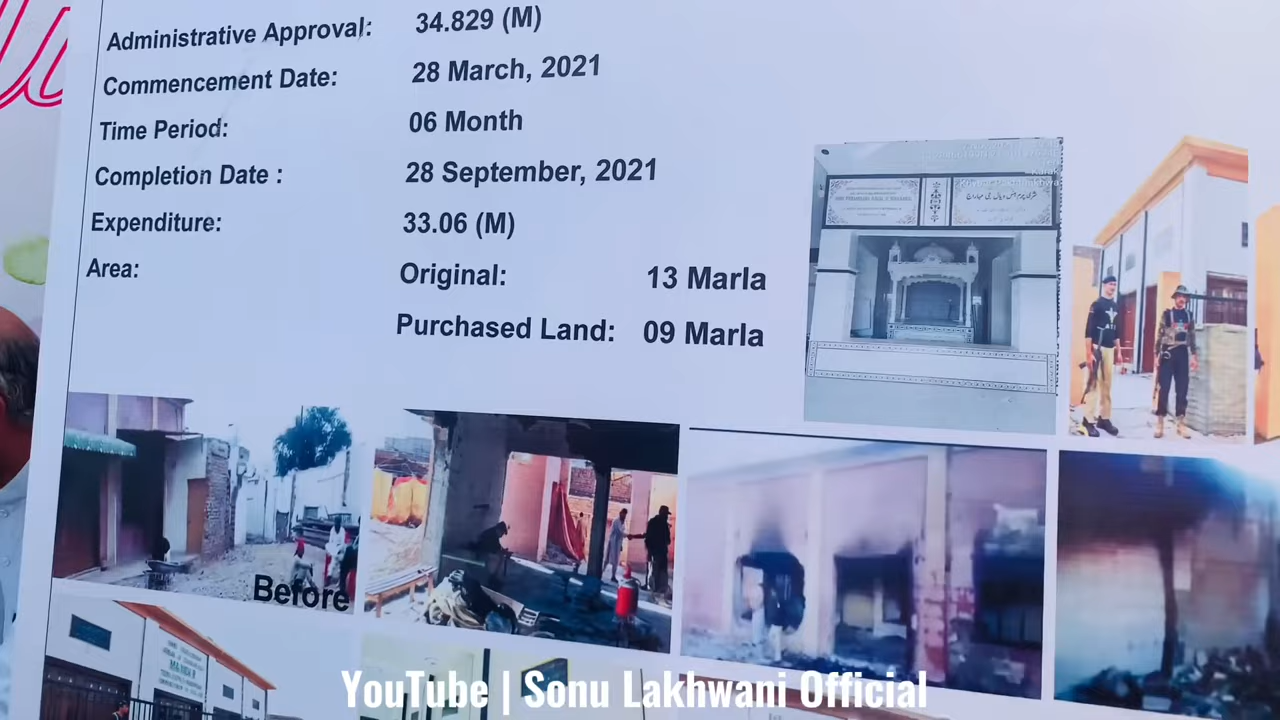 Administrative Approval: 34.829 (M)
Commencement Date: 28 March, 2021
Time Period: 06 Month
Completion Date : 28 September, 2021
Expenditure: 33.06 (M)
Area: Original: 13 Marla
Purchased Land: 09 Marla
Before
YouTube | Sonu Lakhwani Official